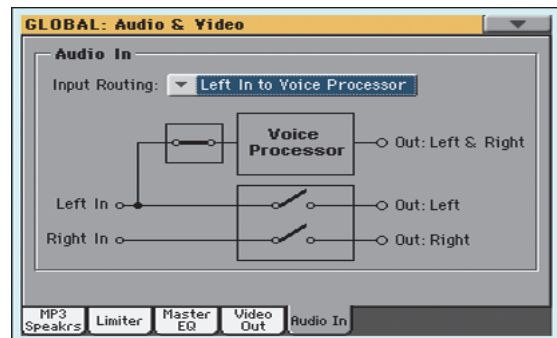 GLOBAL: Audio & Video
Audio In
Input Routing: Left In to Voice Processor
Voice
Processor
Out: Left & Right
Left In
Out: Left
Right In
Out: Right
MP3
Speakrs
Limiter
Master
EQ
Video
Out
Audio In